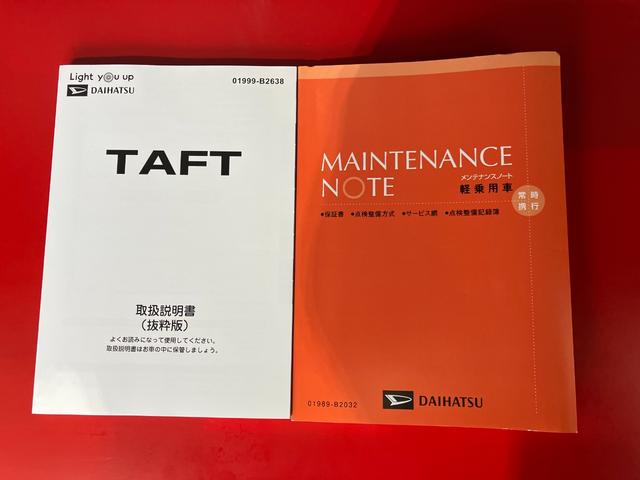 Light you up
DAIHATSU
01999-B2638
TAFT
取扱説明書
(抜粋版)
よくお読みになって使用してください。
取扱説明書はお車の中に保管しましょう。
MAINTENANCE
NOTE
メンテナンスノート
軽乗用車
常時
携行
•保証書 •点検整備方式 •サービス網 •点検整備記録簿
01989-B2032
DAIHATSU